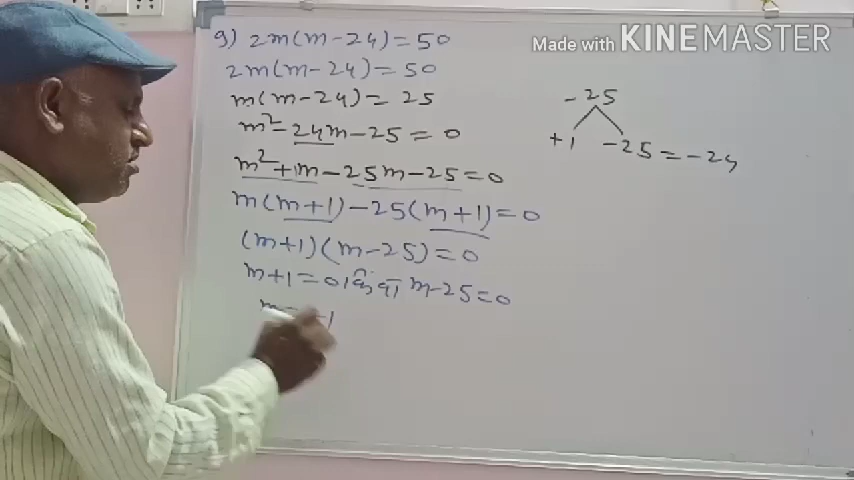 Made with KINEMASTER
9) 2m(m-24)=50
2m(m-24)=50
m(m-24)=25
m²-24m-25=0
m²+1m-25m-25=0
m(m+1)-25(m+1)=0
(m+1)(m-25)=0
m+1=0 किंवा m-25=0
-25
+1 -25=-24